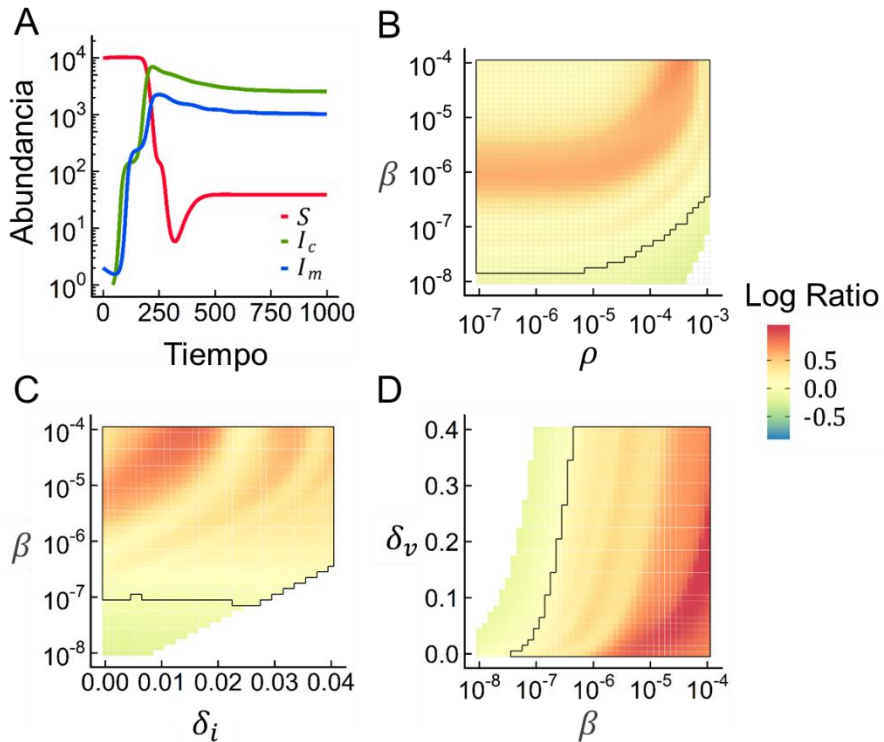 A
Abundancia
10⁴
10³
10²
10¹
10⁰
S
I_c
I_m
0
250
500
750
1000
Tiempo
B
β
10⁻⁴
10⁻⁵
10⁻⁶
10⁻⁷
10⁻⁸
10⁻⁷
10⁻⁶
10⁻⁵
10⁻⁴
10⁻³
ρ
Log Ratio
0.5
0.0
-0.5
C
β
10⁻⁴
10⁻⁵
10⁻⁶
10⁻⁷
10⁻⁸
0.00
0.01
0.02
0.03
0.04
δ_i
D
δ_v
0.4
0.3
0.2
0.1
0.0
10⁻⁸
10⁻⁷
10⁻⁶
10⁻⁵
10⁻⁴
β